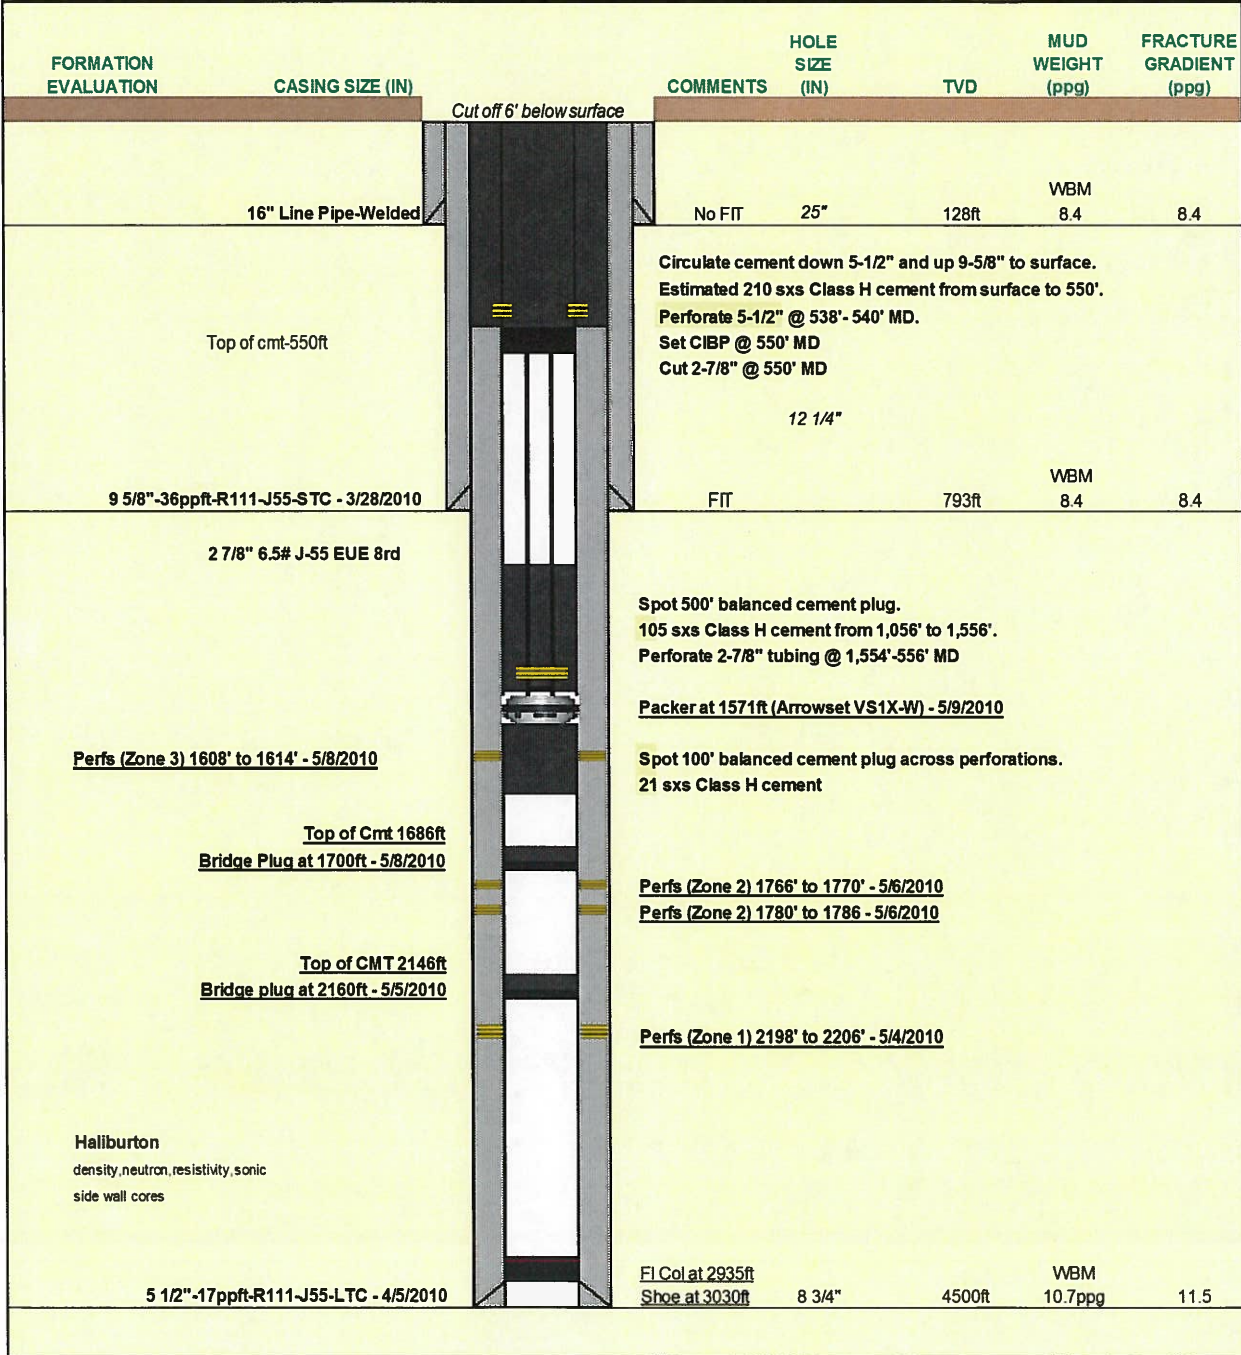 FORMATION EVALUATION
CASING SIZE (IN)
COMMENTS
HOLE SIZE (IN)
TVD
MUD WEIGHT (ppg)
FRACTURE GRADIENT (ppg)
Cut off 6' below surface
WBM
16" Line Pipe-Welded No FIT 25" 128ft 8.4 8.4
Circulate cement down 5-1/2" and up 9-5/8" to surface.
Estimated 210 sxs Class H cement from surface to 550'.
Perforate 5-1/2" @ 538'- 540' MD.
Top of cmt-550ft
Set CIBP @ 550' MD
Cut 2-7/8" @ 550' MD
12 1/4"
WBM
9 5/8"-36ppft-R111-J55-STC - 3/28/2010 FIT 793ft 8.4 8.4
2 7/8" 6.5# J-55 EUE 8rd
Spot 500' balanced cement plug.
105 sxs Class H cement from 1,056' to 1,556'.
Perforate 2-7/8" tubing @ 1,554'-556' MD
Packer at 1571ft (Arrowset VS1X-W) - 5/9/2010
Perfs (Zone 3) 1608' to 1614' - 5/8/2010
Spot 100' balanced cement plug across perforations.
21 sxs Class H cement
Top of Cmt 1686ft
Bridge Plug at 1700ft - 5/8/2010
Perfs (Zone 2) 1766' to 1770' - 5/6/2010
Perfs (Zone 2) 1780' to 1786 - 5/6/2010
Top of CMT 2146ft
Bridge plug at 2160ft - 5/5/2010
Perfs (Zone 1) 2198' to 2206' - 5/4/2010
Haliburton
density,neutron,resistivity,sonic
side wall cores
Fl Col at 2935ft WBM
5 1/2"-17ppft-R111-J55-LTC - 4/5/2010 Shoe at 3030ft 8 3/4" 4500ft 10.7ppg 11.5